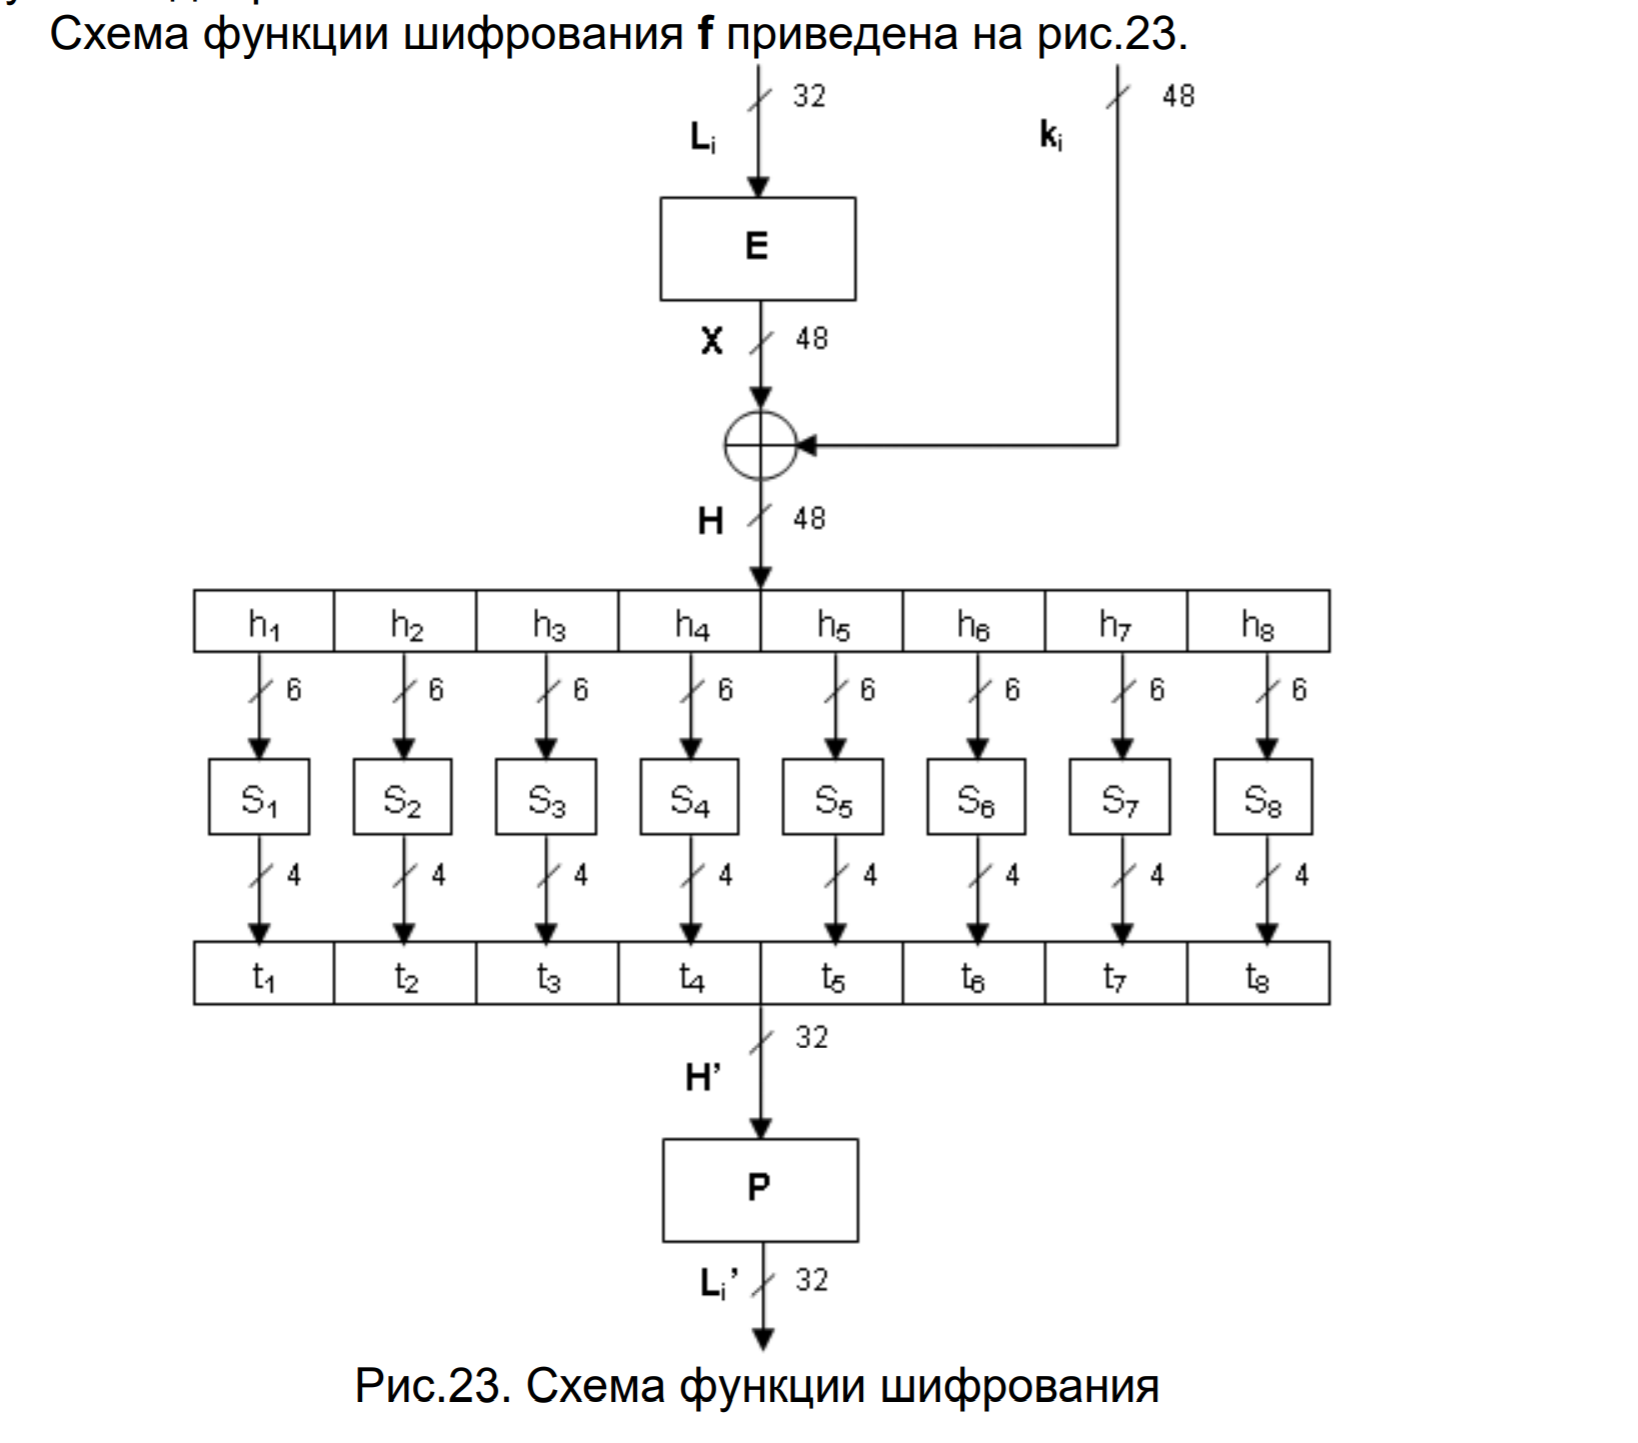 Схема функции шифрования f приведена на рис.23.
32 48
Li ki
E
X 48
H 48
h1 h2 h3 h4 h5 h6 h7 h8
6 6 6 6 6 6 6 6
S1 S2 S3 S4 S5 S6 S7 S8
4 4 4 4 4 4 4 4
t1 t2 t3 t4 t5 t6 t7 t8
32
H’
P
Li’ 32
Рис.23. Схема функции шифрования